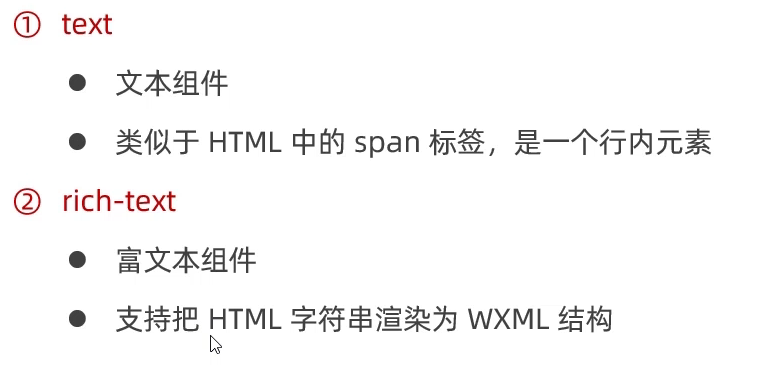 ① text
● 文本组件
● 类似于 HTML 中的 span 标签，是一个行内元素
② rich-text
● 富文本组件
● 支持把 HTML 字符串渲染为 WXML 结构